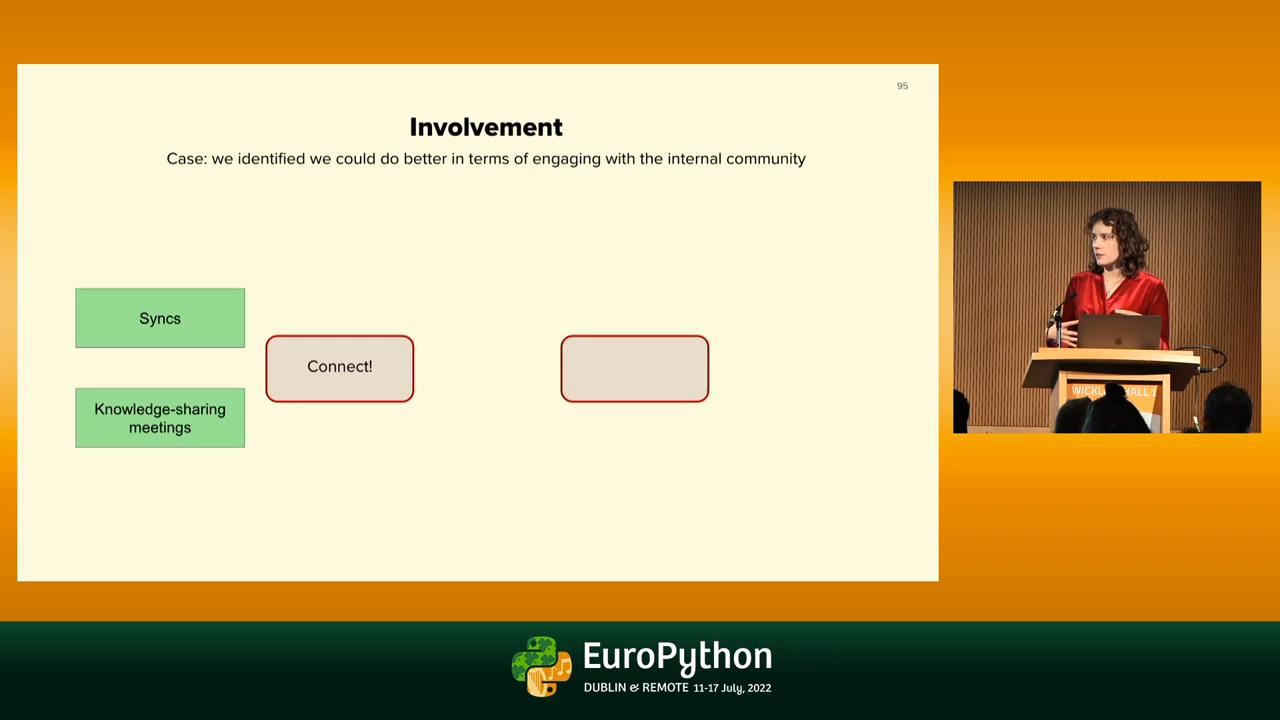 95
Involvement
Case: we identified we could do better in terms of engaging with the internal community
Syncs
Connect!
Knowledge-sharing
meetings
EuroPython
DUBLIN & REMOTE 11-17 July, 2022